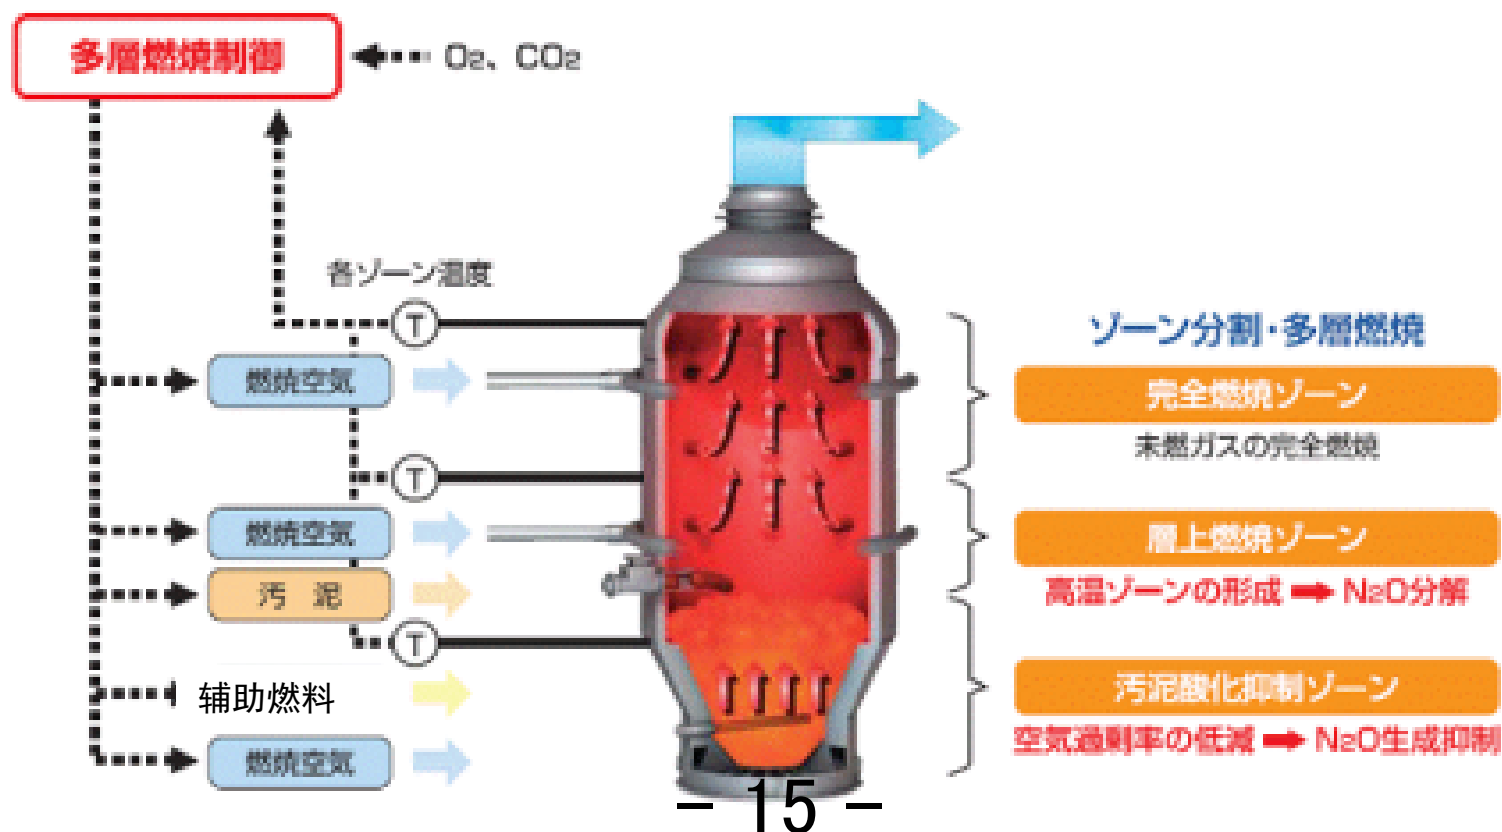 多層燃焼制御
O₂、CO₂
各ゾーン温度
T
燃焼空気
T
燃焼空気
汚 泥
T
辅助燃料
燃焼空気
ゾーン分割・多層燃焼
完全燃焼ゾーン
未燃ガスの完全燃焼
層上燃焼ゾーン
高温ゾーンの形成 ➡ N₂O分解
汚泥酸化抑制ゾーン
空気過剰率の低減 ➡ N₂O生成抑制
− 15 −